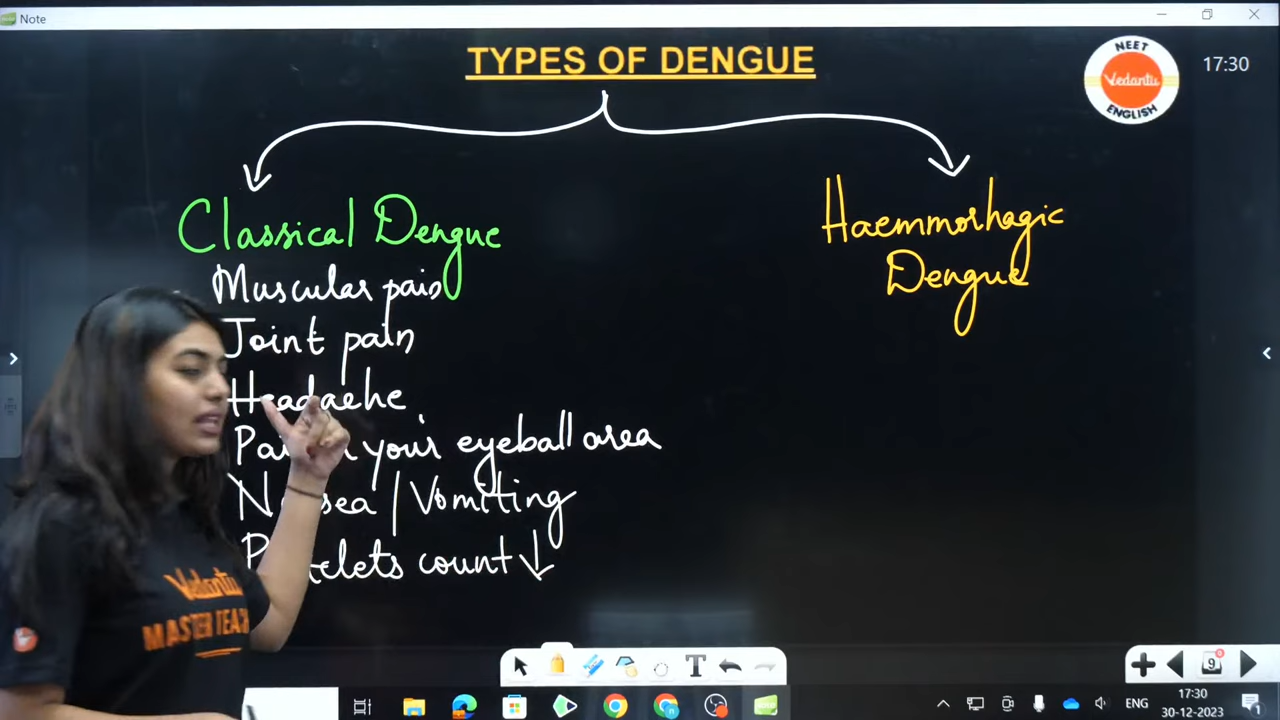 Note
TYPES OF DENGUE
NEET
Vedantu
ENGLISH
17:30
Classical Dengue
Haemmorhagic
Dengue
Muscular pain
Joint pain
Headache
your eyeball area
/ Vomiting
count ↓
Vedantu
MASTER
T
9
ENG
17:30
30-12-2023